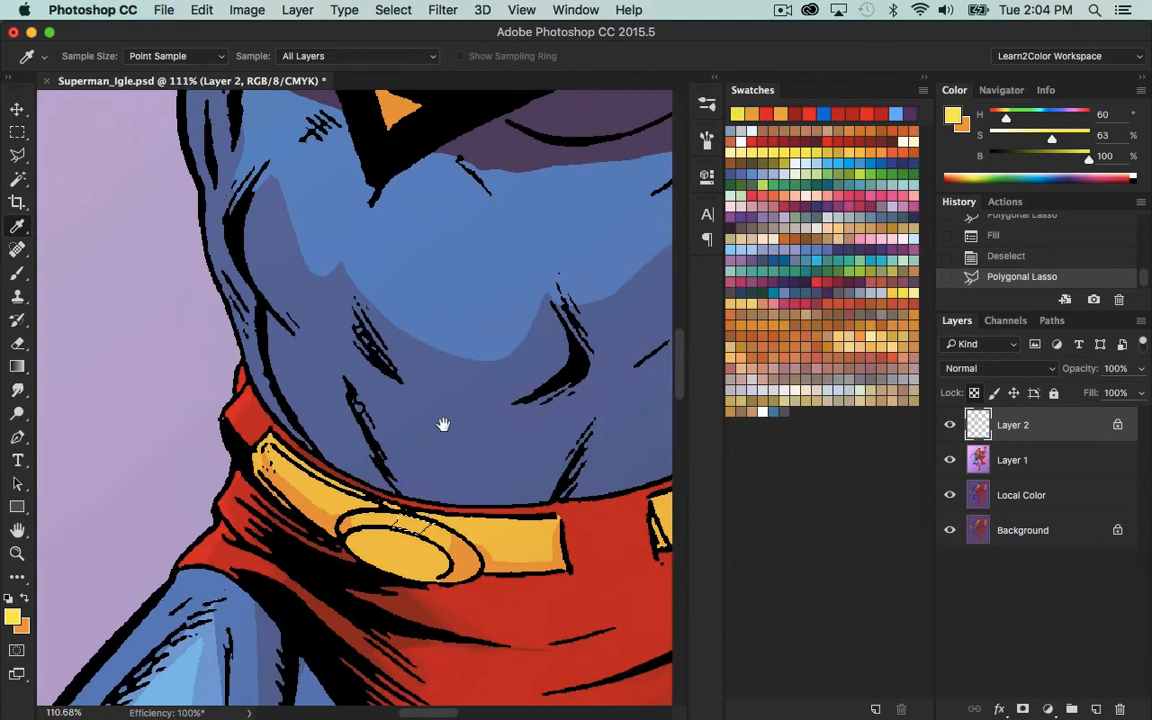 Photoshop CC File Edit Image Layer Type Select Filter 3D View Window Help Tue 2:04 PM
Adobe Photoshop CC 2015.5
Sample Size: Point Sample Sample: All Layers Show Sampling Ring Learn2Color Workspace
Superman_Igle.psd @ 111% (Layer 2, RGB/8/CMYK) *
Swatches
Color Navigator Info
H 60 °
S 63 %
B 100 %
History Actions
Polygonal Lasso
Fill
Deselect
Polygonal Lasso
Layers Channels Paths
Kind
Normal Opacity: 100%
Lock: Fill: 100%
Layer 2
Layer 1
Local Color
Background
110.68% Efficiency: 100%*